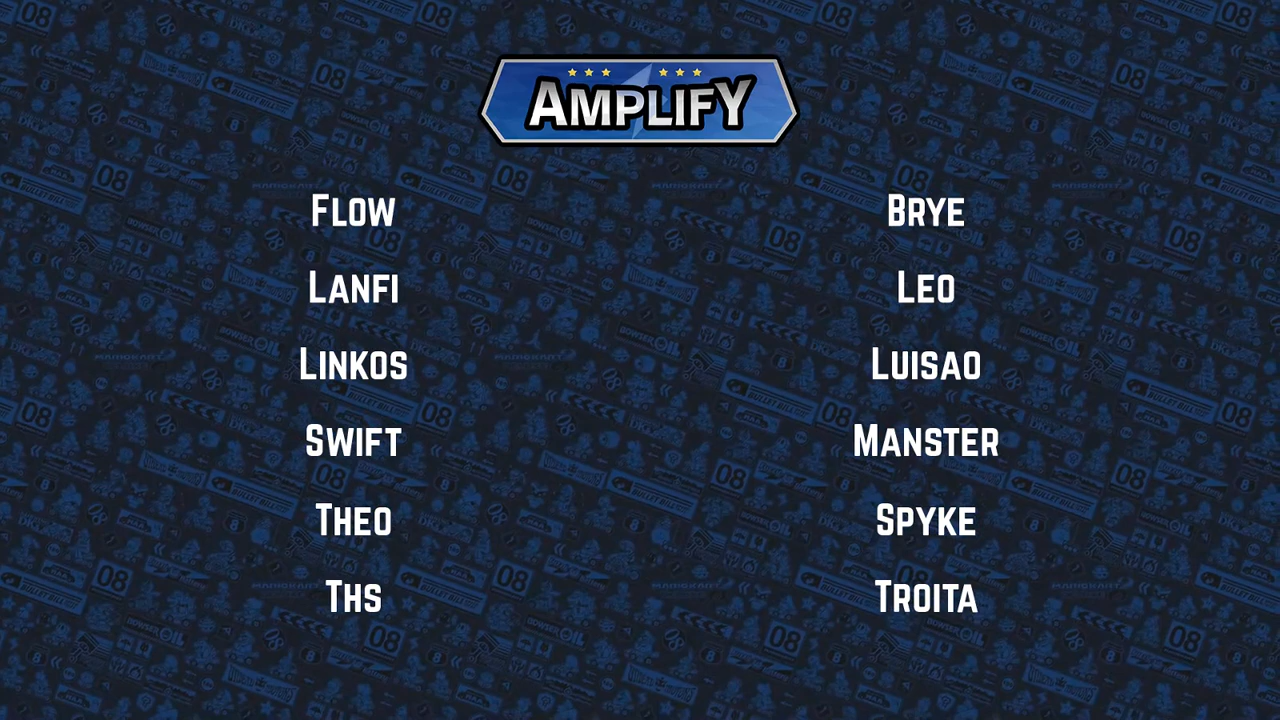 AMPLIFY
FLOW
LANFI
LINKOS
SWIFT
THEO
THS
BRYE
LEO
LUISAO
MANSTER
SPYKE
TROITA